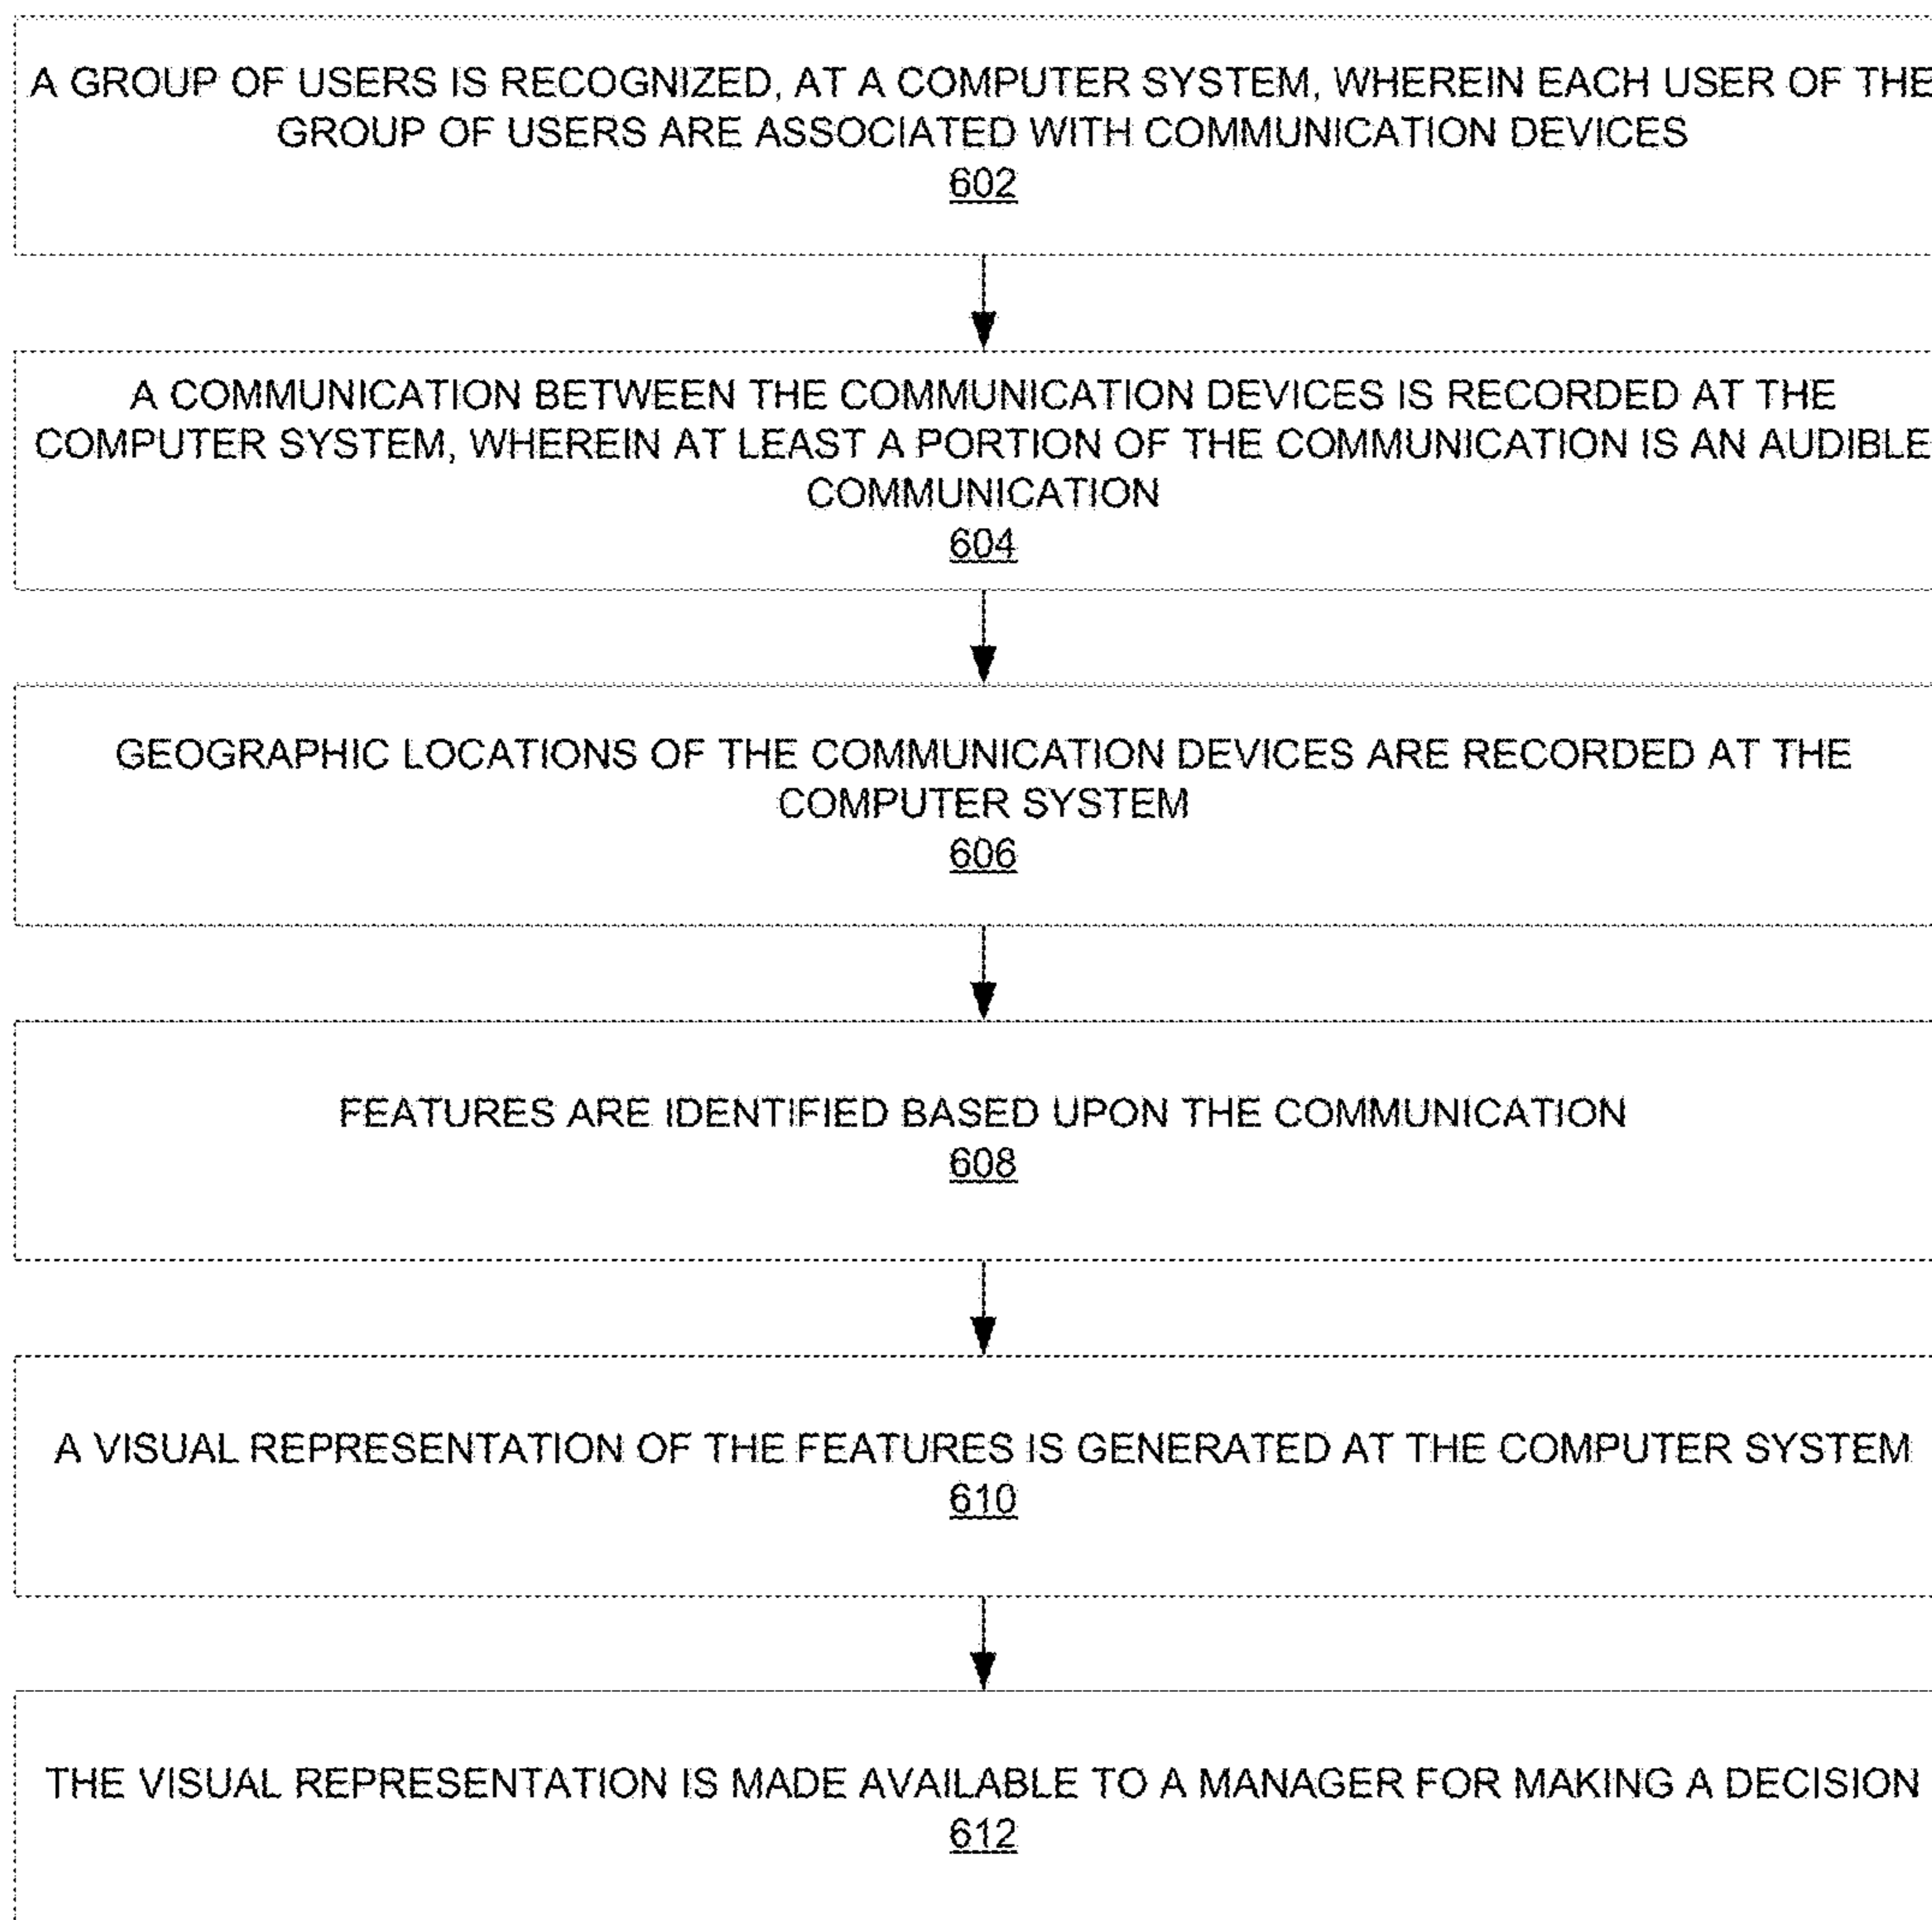 A GROUP OF USERS IS RECOGNIZED, AT A COMPUTER SYSTEM, WHEREIN EACH USER OF THE
GROUP OF USERS ARE ASSOCIATED WITH COMMUNICATION DEVICES
602
A COMMUNICATION BETWEEN THE COMMUNICATION DEVICES IS RECORDED AT THE
COMPUTER SYSTEM, WHEREIN AT LEAST A PORTION OF THE COMMUNICATION IS AN AUDIBLE
COMMUNICATION
604
GEOGRAPHIC LOCATIONS OF THE COMMUNICATION DEVICES ARE RECORDED AT THE
COMPUTER SYSTEM
606
FEATURES ARE IDENTIFIED BASED UPON THE COMMUNICATION
608
A VISUAL REPRESENTATION OF THE FEATURES IS GENERATED AT THE COMPUTER SYSTEM
610
THE VISUAL REPRESENTATION IS MADE AVAILABLE TO A MANAGER FOR MAKING A DECISION
612